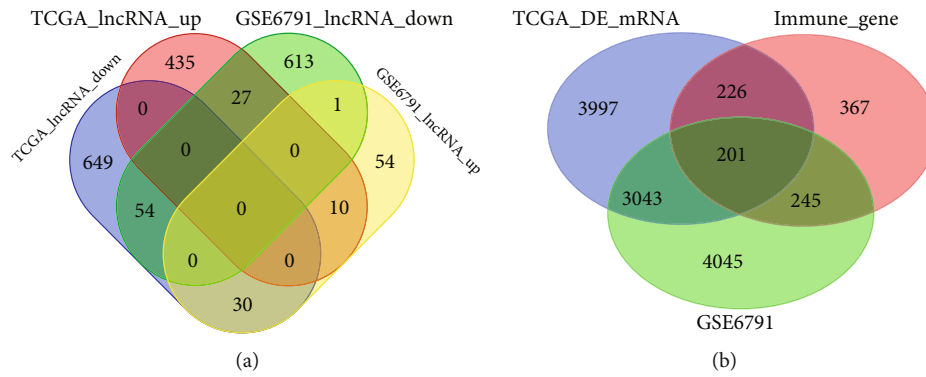 TCGA_lncRNA_up GSE6791_lncRNA_down
TCGA_lncRNA_down
GSE6791_lncRNA_up
435 613
0 27 1
649 0 0 54
54 0 10
0 0
30
(a)
TCGA_DE_mRNA Immune_gene
3997 226 367
201
3043 245
4045
GSE6791
(b)